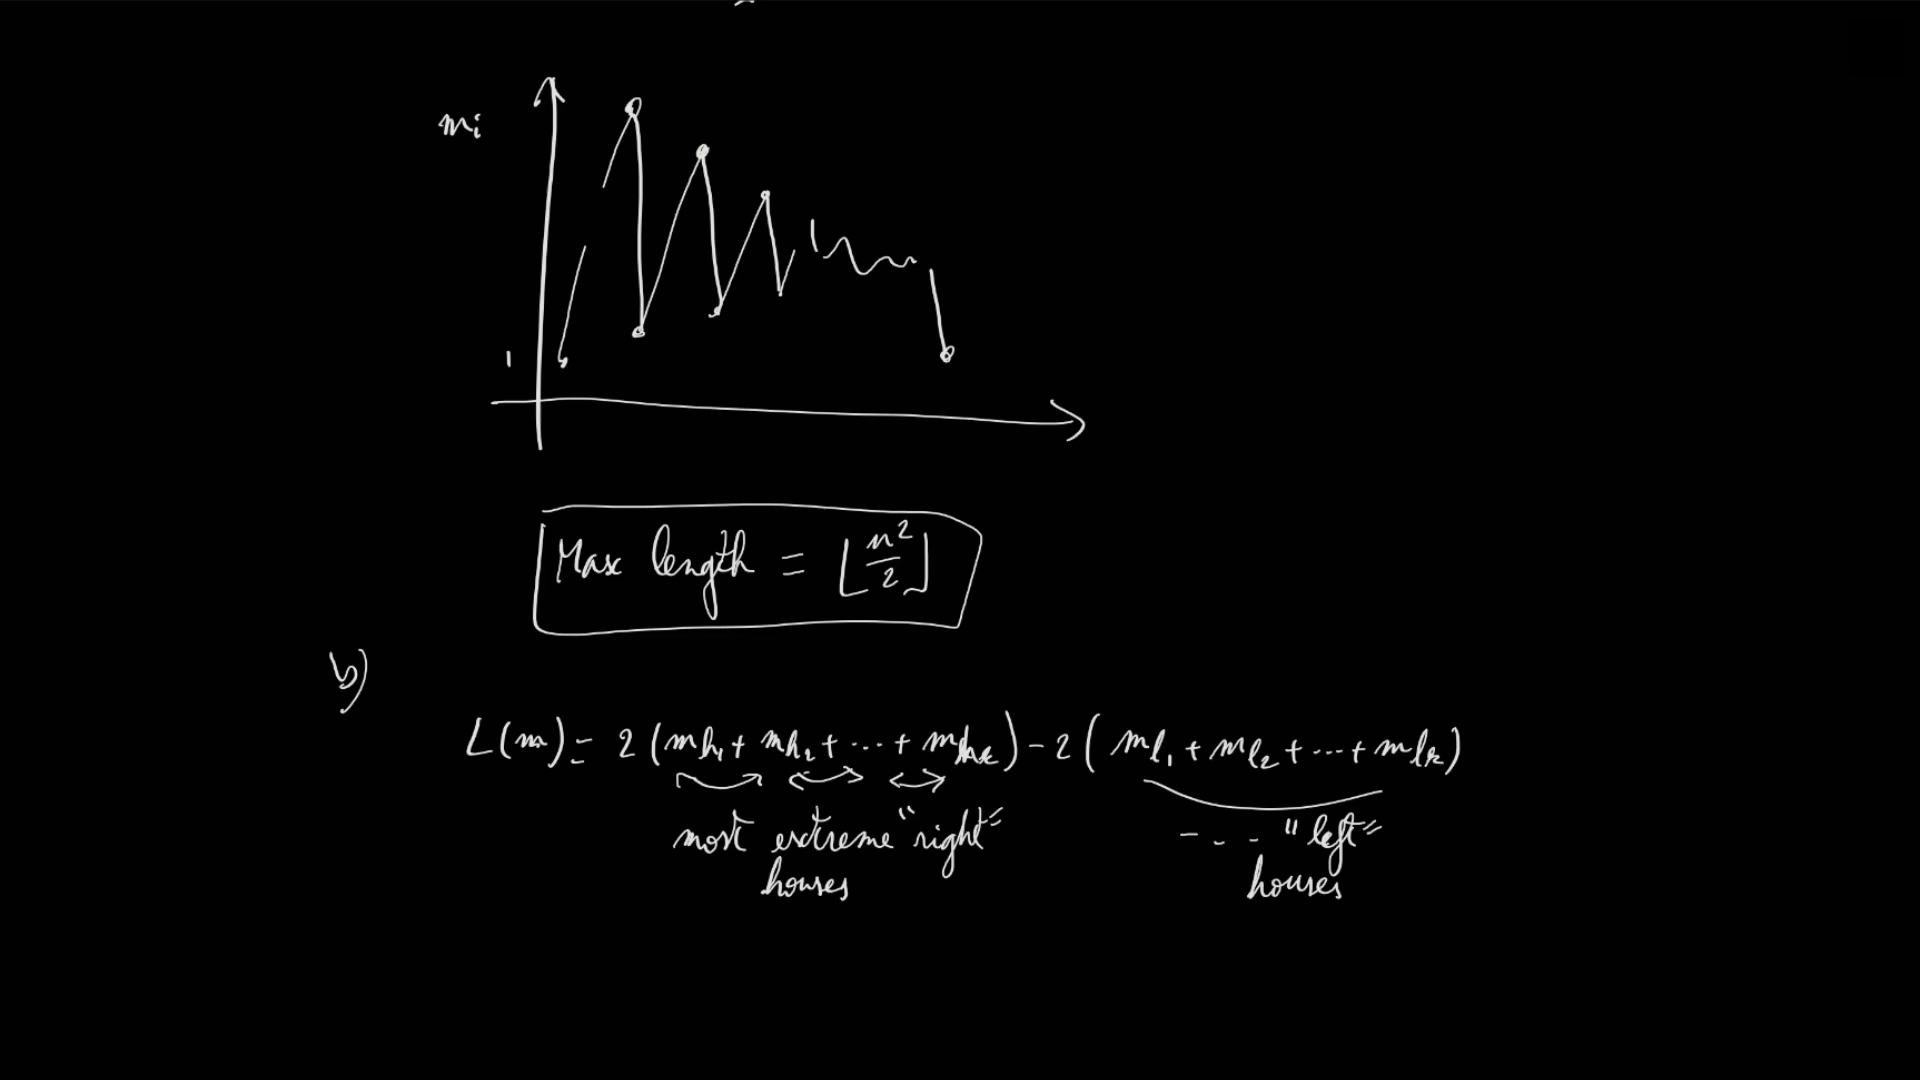 mᵢ
1
Max length = ⌊n²/2⌋
b)
L(m) = 2(mh₁ + mh₂ + ... + mhₖ) - 2(ml₁ + ml₂ + ... + mlₖ)
most extreme "right" --- "left"
houses houses